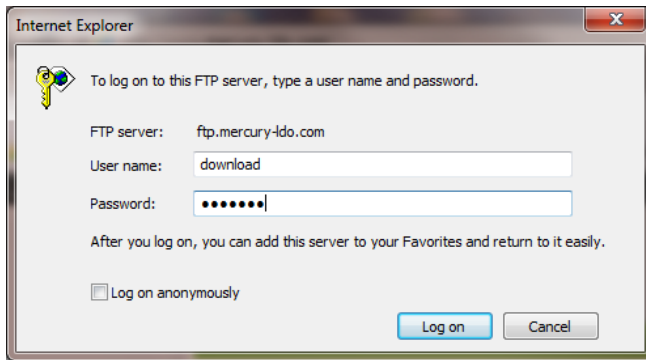 Internet Explorer
To log on to this FTP server, type a user name and password.
FTP server: ftp.mercury-ldo.com
User name: download
Password: •••••••
After you log on, you can add this server to your Favorites and return to it easily.
Log on anonymously
Log on Cancel